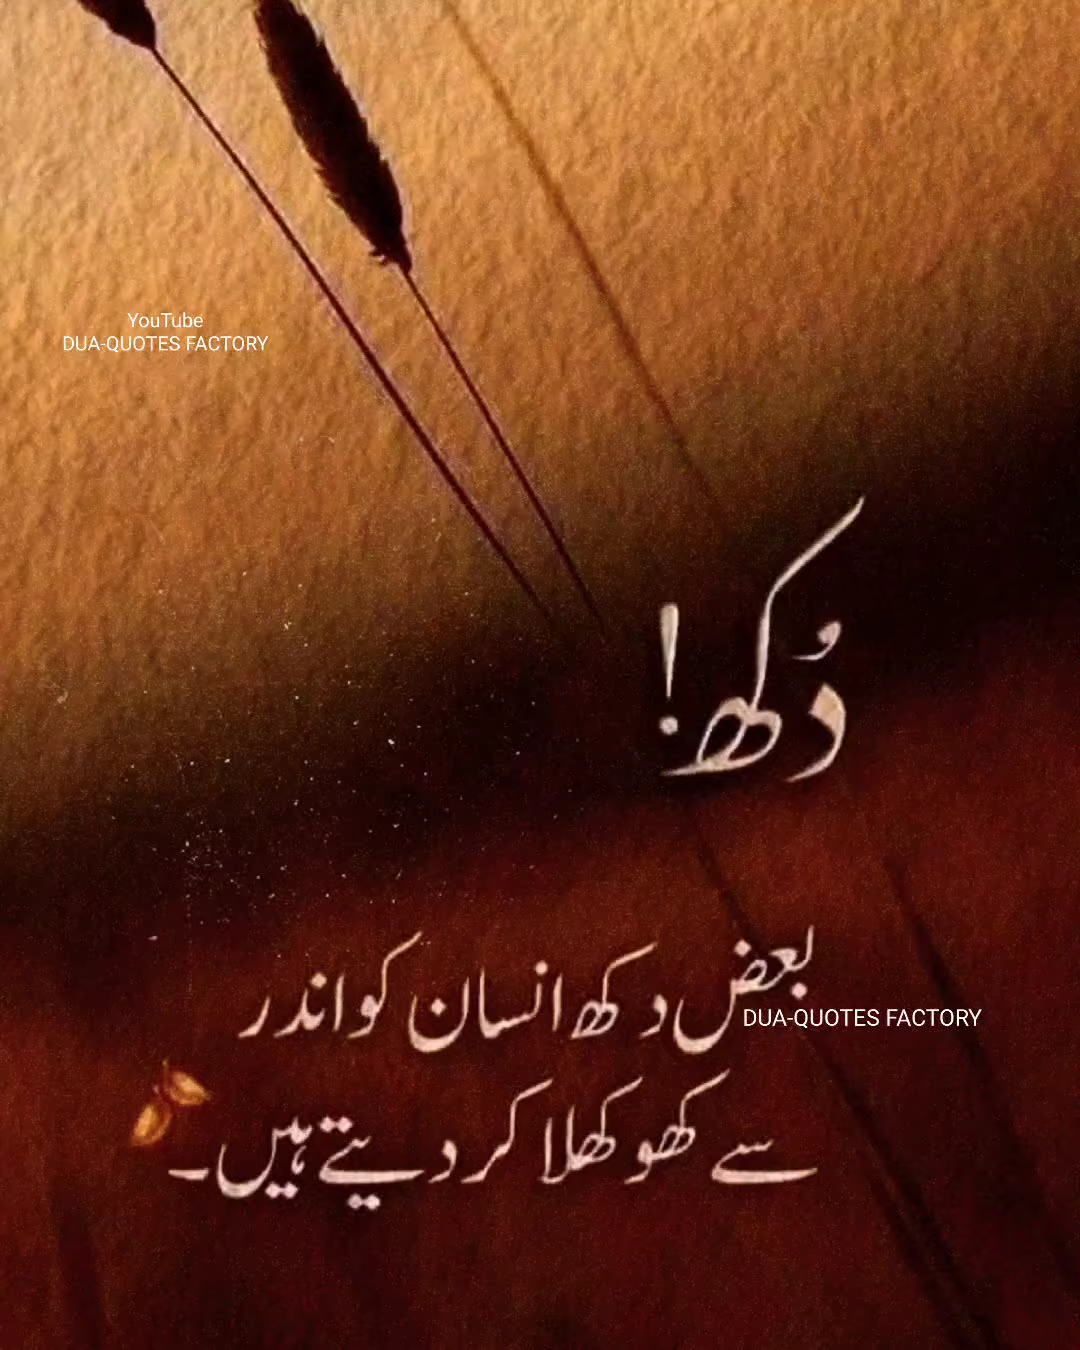 YouTube
DUA-QUOTES FACTORY
دُکھ!
بعض دکھ انسان کو اندر
DUA-QUOTES FACTORY
سے کھوکھلا کر دیتے ہیں۔